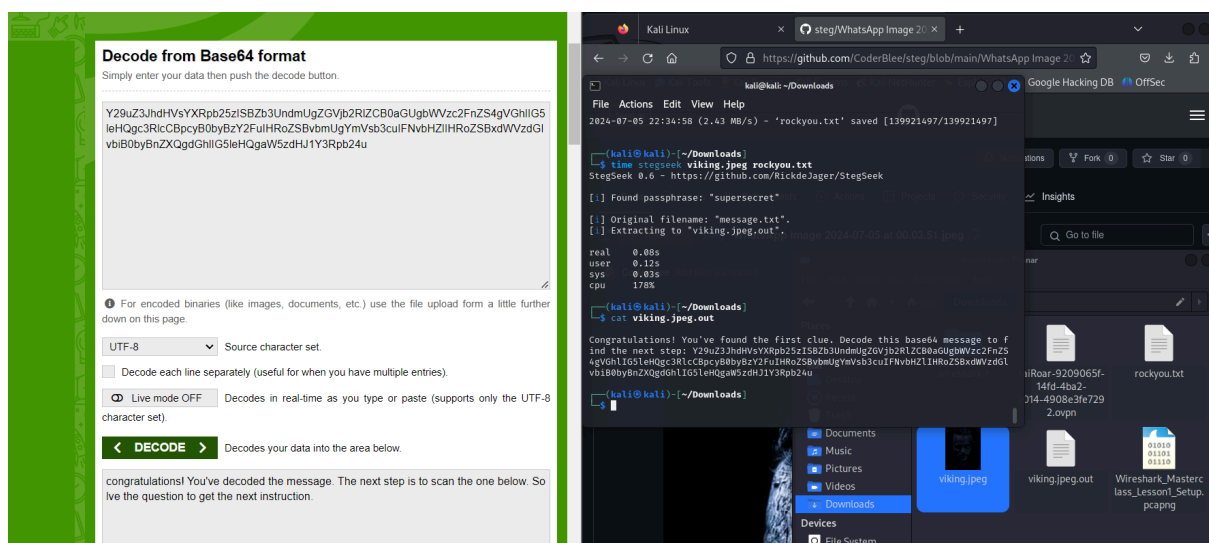 Decode from Base64 format
Simply enter your data then push the decode button.
Y29uZ3JhdHVsYXRpb25zISBZb3UndmUgZGVjb2RlZCB0aGUgbWVzc2FnZS4gVGhlIG5
leHQgc3RlcCBpcyB0byBzY2FuIHRoZSBvbmUgYmVsb3cuIFNvbHZlIHRoZSBxdWVzdGl
vbiB0byBnZXQgdGhlIG5leHQgaW5zdHJ1Y3Rpb24u
For encoded binaries (like images, documents, etc.) use the file upload form a little further
down on this page.
UTF-8 Source character set.
Decode each line separately (useful for when you have multiple entries).
Live mode OFF Decodes in real-time as you type or paste (supports only the UTF-8
character set).
< DECODE > Decodes your data into the area below.
congratulations! You've decoded the message. The next step is to scan the one below. So
lve the question to get the next instruction.
Kali Linux
steg/WhatsApp Image 20
https://github.com/CoderBlee/steg/blob/main/WhatsApp Image 20
Google Hacking DB OffSec
kali@kali: ~/Downloads
File Actions Edit View Help
2024-07-05 22:34:58 (2.43 MB/s) - 'rockyou.txt' saved [139921497/139921497]
(kali㉿kali)-[~/Downloads]
$ time stegseek viking.jpeg rockyou.txt
StegSeek 0.6 - https://github.com/RickdeJager/StegSeek
[i] Found passphrase: "supersecret"
[i] Original filename: "message.txt".
[i] Extracting to "viking.jpeg.out".
real 0.08s
user 0.12s
sys 0.03s
cpu 178%
(kali㉿kali)-[~/Downloads]
$ cat viking.jpeg.out
Congratulations! You've found the first clue. Decode this base64 message to f
ind the next step: Y29uZ3JhdHVsYXRpb25zISBZb3UndmUgZGVjb2RlZCB0aGUgbWVzc2FnZS
4gVGhlIG5leHQgc3RlcCBpcyB0byBzY2FuIHRoZSBvbmUgYmVsb3cuIFNvbHZlIHRoZSBxdWVzdGl
vbiB0byBnZXQgdGhlIG5leHQgaW5zdHJ1Y3Rpb24u
(kali㉿kali)-[~/Downloads]
$
Fork 0
Star 0
Insights
Go to file
Documents
Music
Pictures
Videos
Downloads
Devices
File System
aiRoar-9209065f-
14fd-4ba2-
014-4908e3fe729
2.ovpn
rockyou.txt
viking.jpeg
viking.jpeg.out
01010
01101
01110
Wireshark_Masterc
lass_Lesson1_Setup.
pcapng